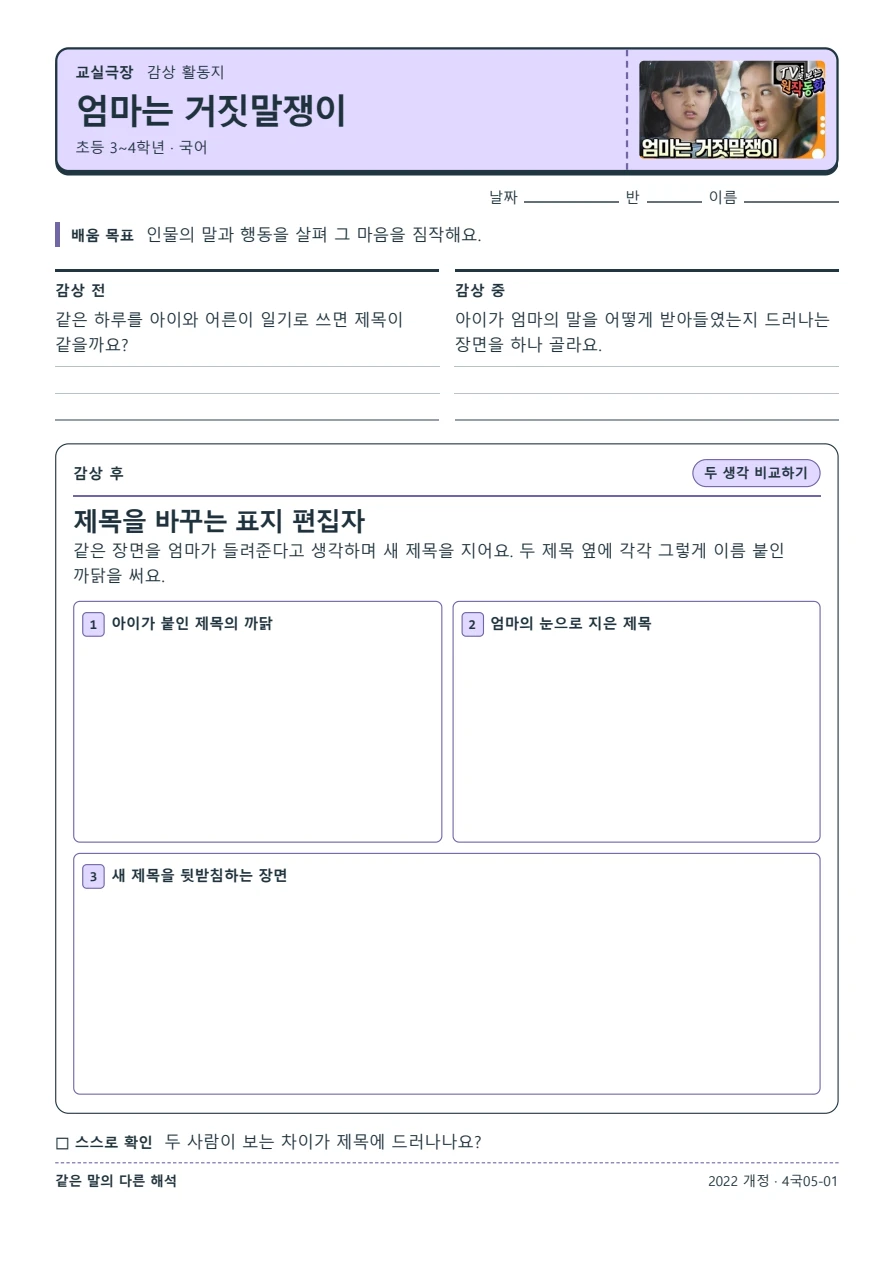 교실극장 감상 활동지
엄마는 거짓말쟁이
초등 3~4학년 · 국어
TV로 보는
원작동화
엄마는 거짓말쟁이
날짜 반 이름
배움 목표 인물의 말과 행동을 살펴 그 마음을 짐작해요.
감상 전
같은 하루를 아이와 어른이 일기로 쓰면 제목이
같을까요?
감상 중
아이가 엄마의 말을 어떻게 받아들였는지 드러나는
장면을 하나 골라요.
감상 후
두 생각 비교하기
제목을 바꾸는 표지 편집자
같은 장면을 엄마가 들려준다고 생각하며 새 제목을 지어요. 두 제목 옆에 각각 그렇게 이름 붙인
까닭을 써요.
1 아이가 붙인 제목의 까닭
2 엄마의 눈으로 지은 제목
3 새 제목을 뒷받침하는 장면
스스로 확인 두 사람이 보는 차이가 제목에 드러나나요?
같은 말의 다른 해석
2022 개정 · 4국05-01